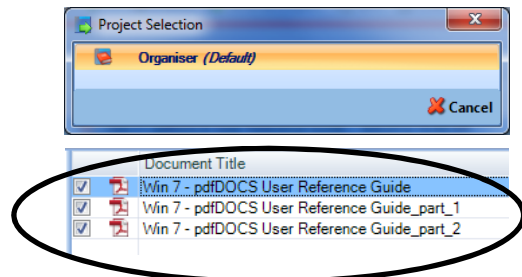 Project Selection
Organiser (Default)
Cancel
Document Title
Win 7 - pdfDOCS User Reference Guide
Win 7 - pdfDOCS User Reference Guide_part_1
Win 7 - pdfDOCS User Reference Guide_part_2